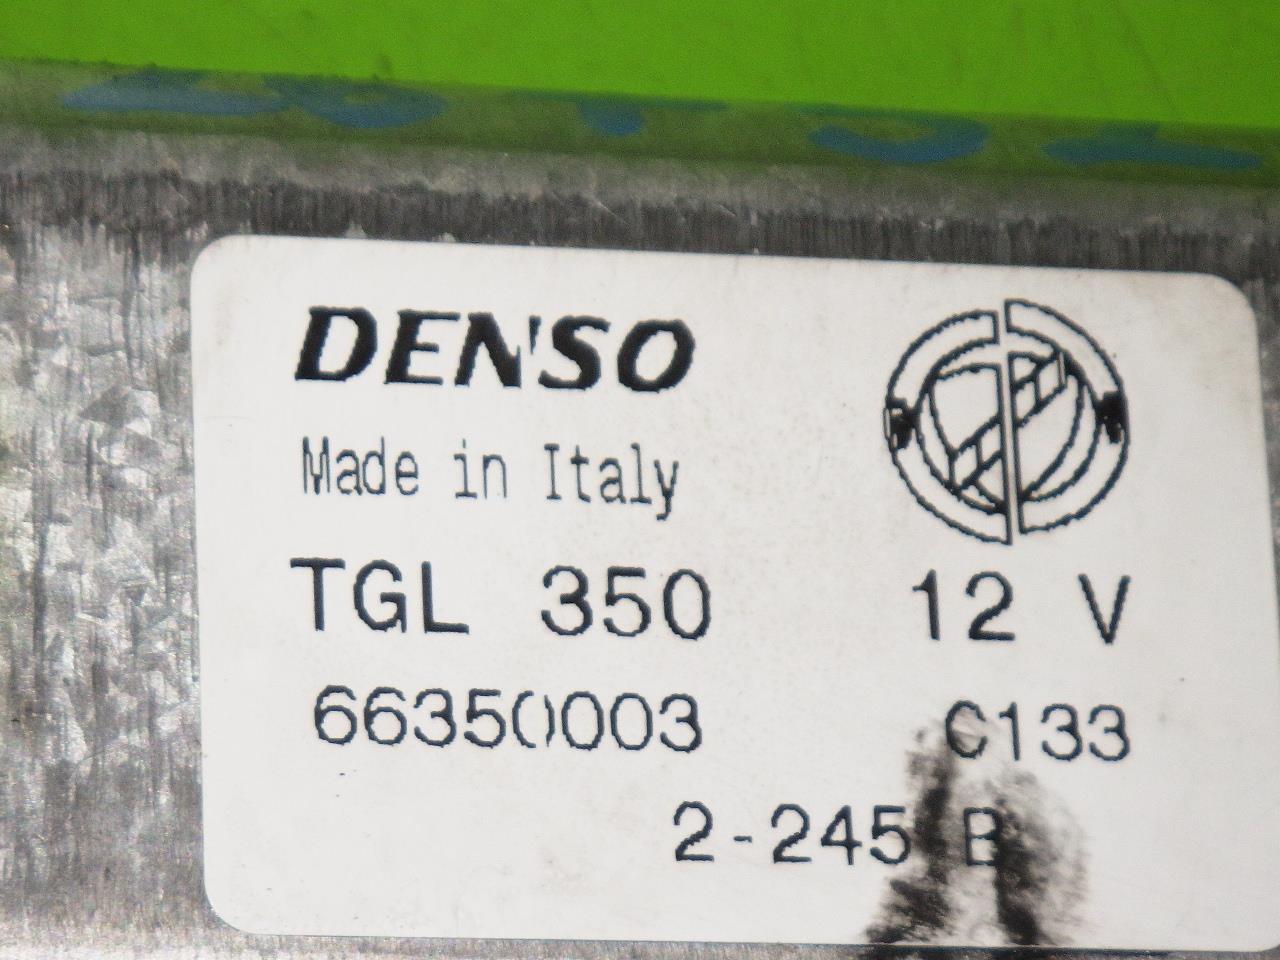 DENSO
Made in Italy
TGL 350 12 V
66350003 C133
2-245 B